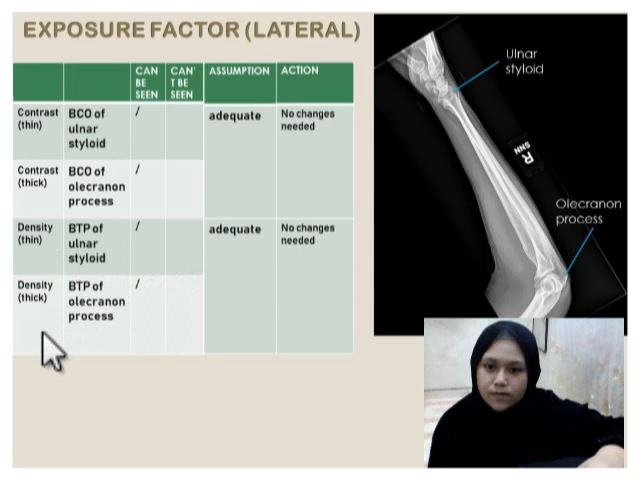 EXPOSURE FACTOR (LATERAL)
CAN BE SEEN
CAN' T BE SEEN
ASSUMPTION
ACTION
Contrast (thin)
BCO of ulnar styloid
/
adequate
No changes needed
Contrast (thick)
BCO of olecranon process
/
Density (thin)
BTP of ulnar styloid
/
adequate
No changes needed
Density (thick)
BTP of olecranon process
/
Ulnar
styloid
R
SNN
Olecranon
process